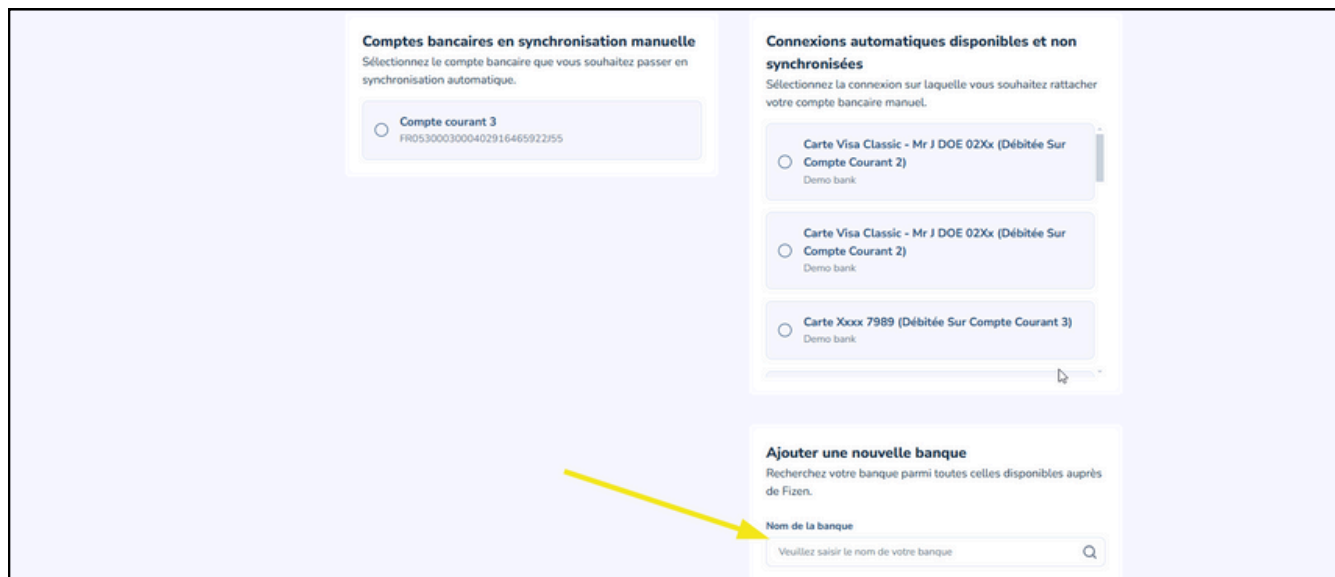 Comptes bancaires en synchronisation manuelle
Sélectionnez le compte bancaire que vous souhaitez passer en
synchronisation automatique.
Compte courant 3
FR0530003000402916465922J55
Connexions automatiques disponibles et non
synchronisées
Sélectionnez la connexion sur laquelle vous souhaitez rattacher
votre compte bancaire manuel.
Carte Visa Classic - Mr J DOE 02Xx (Débitée Sur
Compte Courant 2)
Demo bank
Carte Visa Classic - Mr J DOE 02Xx (Débitée Sur
Compte Courant 2)
Demo bank
Carte Xxxx 7989 (Débitée Sur Compte Courant 3)
Demo bank
Ajouter une nouvelle banque
Recherchez votre banque parmi toutes celles disponibles auprès
de Fizen.
Nom de la banque
Veuillez saisir le nom de votre banque